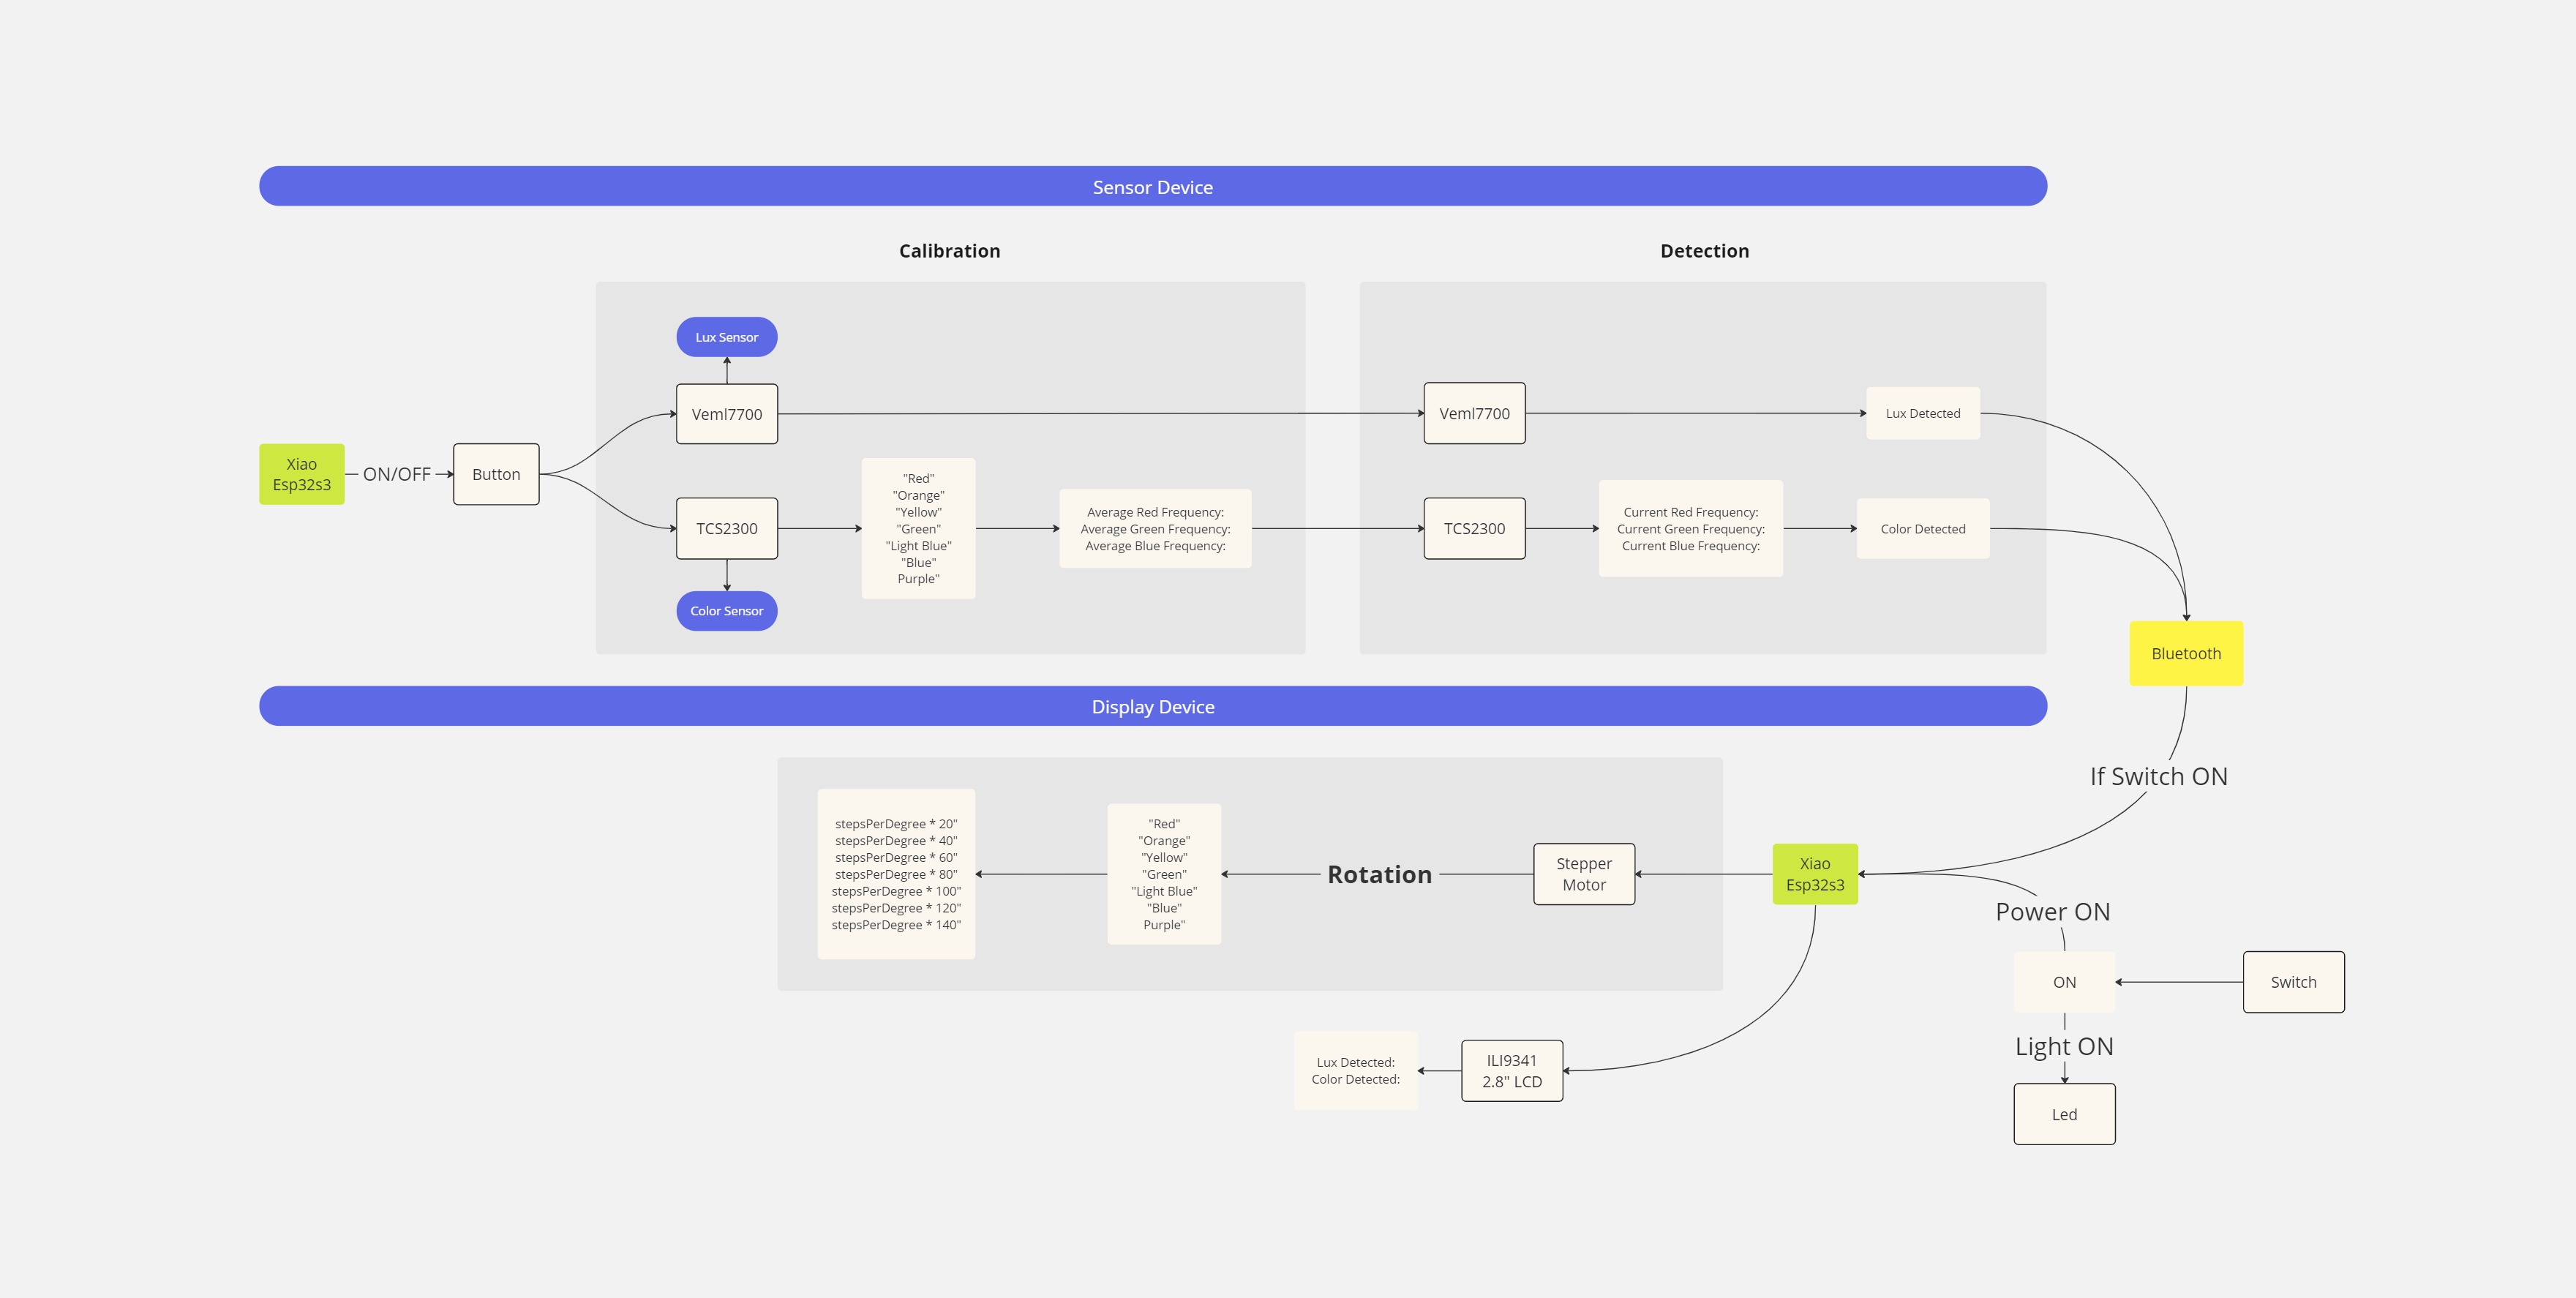 Sensor Device
Calibration
Detection
Lux Sensor
Veml7700
Veml7700
Lux Detected
Xiao
Esp32s3
ON/OFF
Button
"Red"
"Orange"
"Yellow"
"Green"
"Light Blue"
"Blue"
Purple"
TCS2300
Average Red Frequency:
Average Green Frequency:
Average Blue Frequency:
TCS2300
Current Red Frequency:
Current Green Frequency:
Current Blue Frequency:
Color Detected
Color Sensor
Bluetooth
Display Device
If Switch ON
stepsPerDegree * 20"
stepsPerDegree * 40"
stepsPerDegree * 60"
stepsPerDegree * 80"
stepsPerDegree * 100"
stepsPerDegree * 120"
stepsPerDegree * 140"
"Red"
"Orange"
"Yellow"
"Green"
"Light Blue"
"Blue"
Purple"
Rotation
Stepper
Motor
Xiao
Esp32s3
Power ON
ON
Switch
Light ON
Led
Lux Detected:
Color Detected:
ILI9341
2.8" LCD